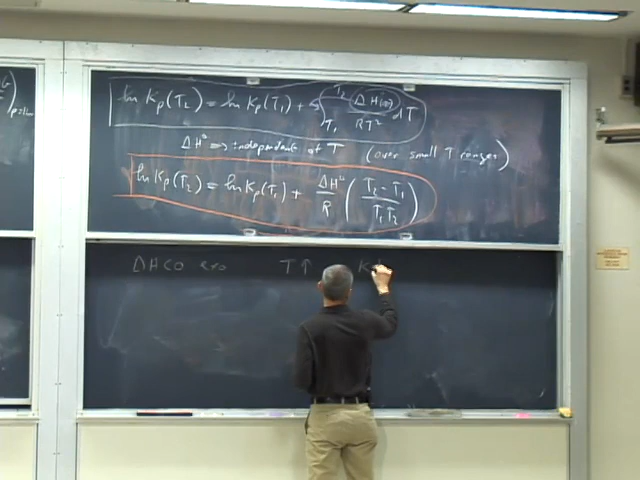 ln Kp(T₂) = ln Kp(T₁) + ∫_{T₁}^{T₂} ΔH°(T)/RT² dT
ΔH° ⇒ independent of T (over small T ranges)
ln Kp(T₂) = ln Kp(T₁) + ΔH°/R (T₂ - T₁ / T₁T₂)
ΔH<0 exo T↑ K